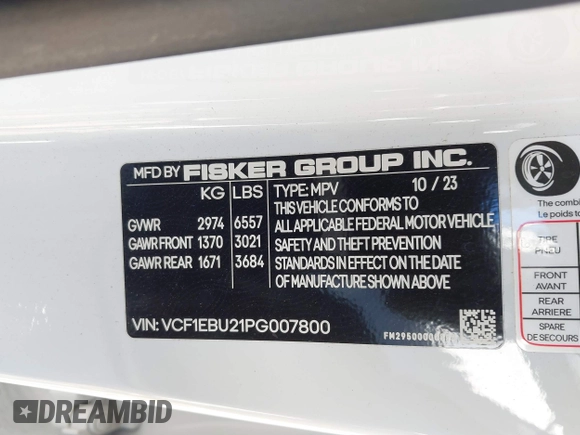 MFD BY FISKER GROUP INC.
KG LBS TYPE: MPV 10 / 23
GVWR 2974 6557
GAWR FRONT 1370 3021
GAWR REAR 1671 3684
THIS VEHICLE CONFORMS TO
ALL APPLICABLE FEDERAL MOTOR VEHICLE
SAFETY AND THEFT PREVENTION
STANDARDS IN EFFECT ON THE DATE
OF MANUFACTURE SHOWN ABOVE
VIN: VCF1EBU21PG007800
The combi
Le poids to
TIRE
PNEU
FRONT
AVANT
REAR
ARRIERE
SPARE
DE SECOURS
DREAMBID